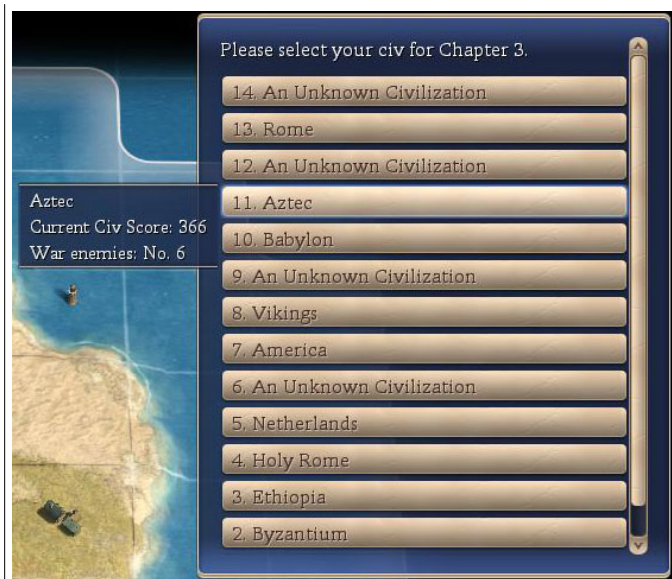 Please select your civ for Chapter 3.
14. An Unknown Civilization
13. Rome
12. An Unknown Civilization
11. Aztec
10. Babylon
9. An Unknown Civilization
8. Vikings
7. America
6. An Unknown Civilization
5. Netherlands
4. Holy Rome
3. Ethiopia
2. Byzantium
Aztec
Current Civ Score: 366
War enemies: No. 6